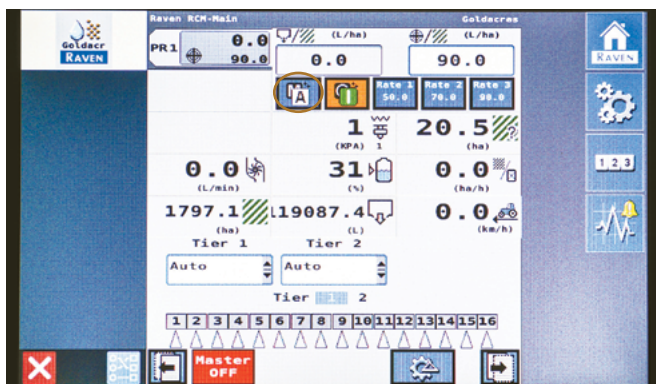 Raven RCM-Main Goldacres
Goldacr
RAVEN
PR1 0.0
90.0
(L/ha) (L/ha)
0.0 90.0
A
Rate 1 Rate 2 Rate 3
50.0 70.0 90.0
1 20.5
(KPA) 1 (ha)
0.0 31 0.0
(L/min) (%) (ha/h)
1797.1 119087.4 0.0
(ha) (L) (km/h)
Tier 1 Tier 2
Auto Auto
Tier 1 2
1 2 3 4 5 6 7 8 9 10 11 12 13 14 15 16
Master
OFF
RAVEN
1 2 3